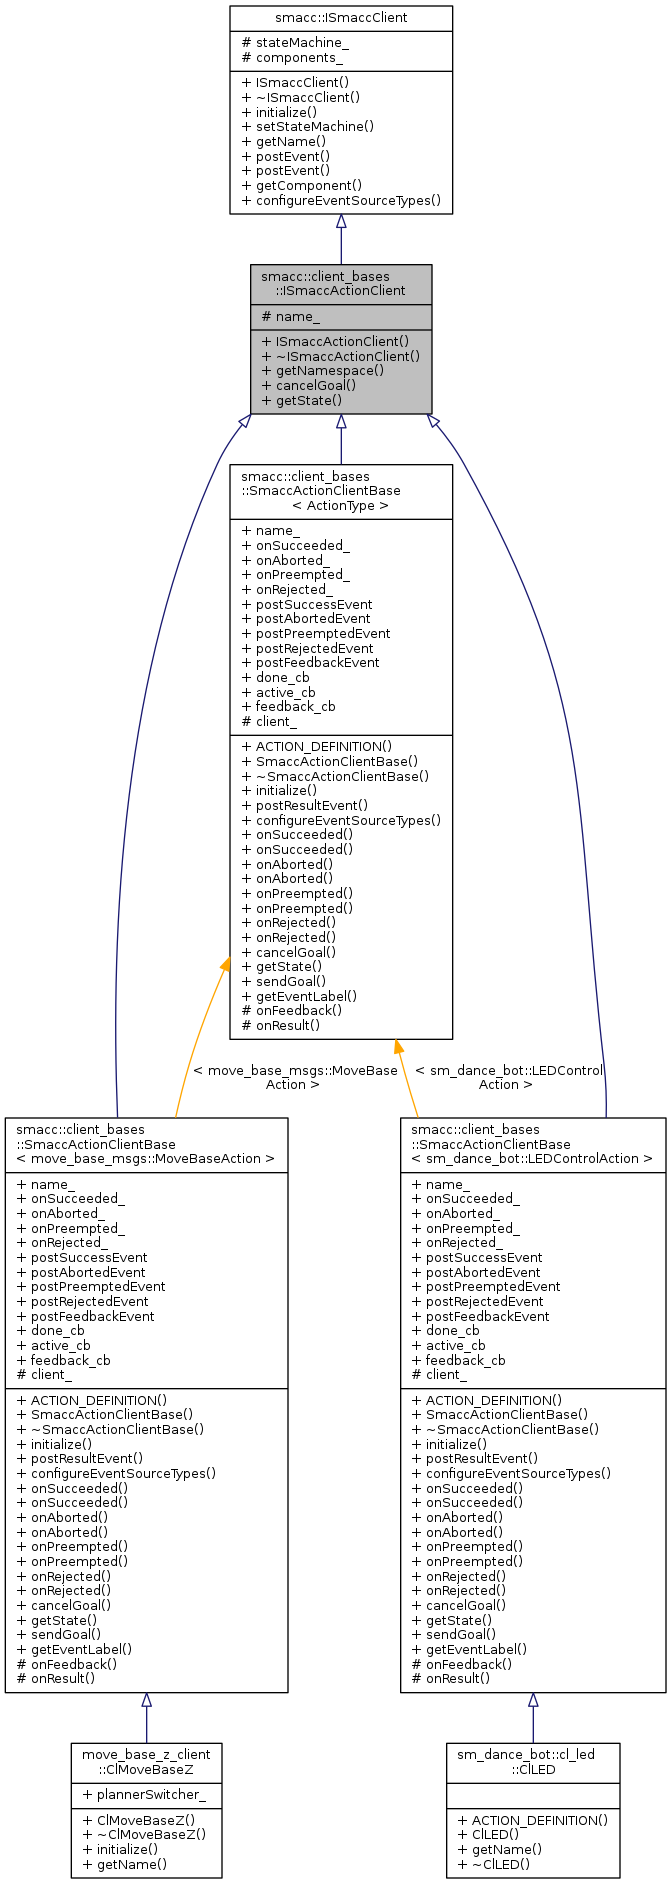 smacc::ISmaccClient
# stateMachine_
# components_
+ ISmaccClient()
+ ~ISmaccClient()
+ initialize()
+ setStateMachine()
+ getName()
+ postEvent()
+ postEvent()
+ getComponent()
+ configureEventSourceTypes()
smacc::client_bases
::ISmaccActionClient
# name_
+ ISmaccActionClient()
+ ~ISmaccActionClient()
+ getNamespace()
+ cancelGoal()
+ getState()
smacc::client_bases
::SmaccActionClientBase
< ActionType >
+ name_
+ onSucceeded_
+ onAborted_
+ onPreempted_
+ onRejected_
+ postSuccessEvent
+ postAbortedEvent
+ postPreemptedEvent
+ postRejectedEvent
+ postFeedbackEvent
+ done_cb
+ active_cb
+ feedback_cb
# client_
+ ACTION_DEFINITION()
+ SmaccActionClientBase()
+ ~SmaccActionClientBase()
+ initialize()
+ postResultEvent()
+ configureEventSourceTypes()
+ onSucceeded()
+ onSucceeded()
+ onAborted()
+ onAborted()
+ onPreempted()
+ onPreempted()
+ onRejected()
+ onRejected()
+ cancelGoal()
+ getState()
+ sendGoal()
+ getEventLabel()
# onFeedback()
# onResult()
< move_base_msgs::MoveBase
Action >
< sm_dance_bot::LEDControl
Action >
smacc::client_bases
::SmaccActionClientBase
< move_base_msgs::MoveBaseAction >
+ name_
+ onSucceeded_
+ onAborted_
+ onPreempted_
+ onRejected_
+ postSuccessEvent
+ postAbortedEvent
+ postPreemptedEvent
+ postRejectedEvent
+ postFeedbackEvent
+ done_cb
+ active_cb
+ feedback_cb
# client_
+ ACTION_DEFINITION()
+ SmaccActionClientBase()
+ ~SmaccActionClientBase()
+ initialize()
+ postResultEvent()
+ configureEventSourceTypes()
+ onSucceeded()
+ onSucceeded()
+ onAborted()
+ onAborted()
+ onPreempted()
+ onPreempted()
+ onRejected()
+ onRejected()
+ cancelGoal()
+ getState()
+ sendGoal()
+ getEventLabel()
# onFeedback()
# onResult()
smacc::client_bases
::SmaccActionClientBase
< sm_dance_bot::LEDControlAction >
+ name_
+ onSucceeded_
+ onAborted_
+ onPreempted_
+ onRejected_
+ postSuccessEvent
+ postAbortedEvent
+ postPreemptedEvent
+ postRejectedEvent
+ postFeedbackEvent
+ done_cb
+ active_cb
+ feedback_cb
# client_
+ ACTION_DEFINITION()
+ SmaccActionClientBase()
+ ~SmaccActionClientBase()
+ initialize()
+ postResultEvent()
+ configureEventSourceTypes()
+ onSucceeded()
+ onSucceeded()
+ onAborted()
+ onAborted()
+ onPreempted()
+ onPreempted()
+ onRejected()
+ onRejected()
+ cancelGoal()
+ getState()
+ sendGoal()
+ getEventLabel()
# onFeedback()
# onResult()
move_base_z_client
::ClMoveBaseZ
+ plannerSwitcher_
+ ClMoveBaseZ()
+ ~ClMoveBaseZ()
+ initialize()
+ getName()
sm_dance_bot::cl_led
::ClLED
+ ACTION_DEFINITION()
+ ClLED()
+ getName()
+ ~ClLED()